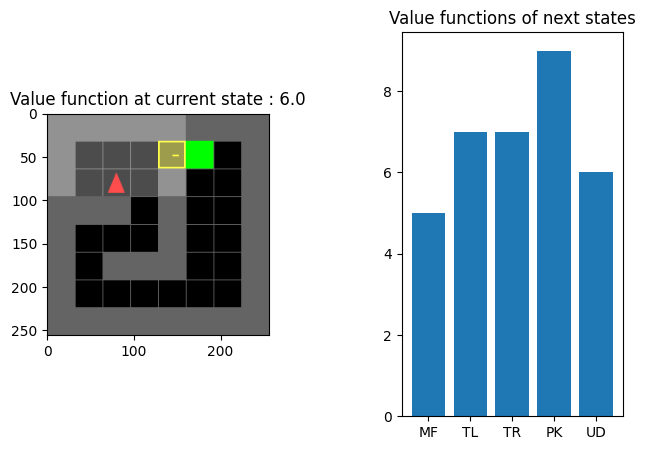 Value function at current state : 6.0
0
50
100
150
200
250
0
100
200
Value functions of next states
8
6
4
2
0
MF
TL
TR
PK
UD